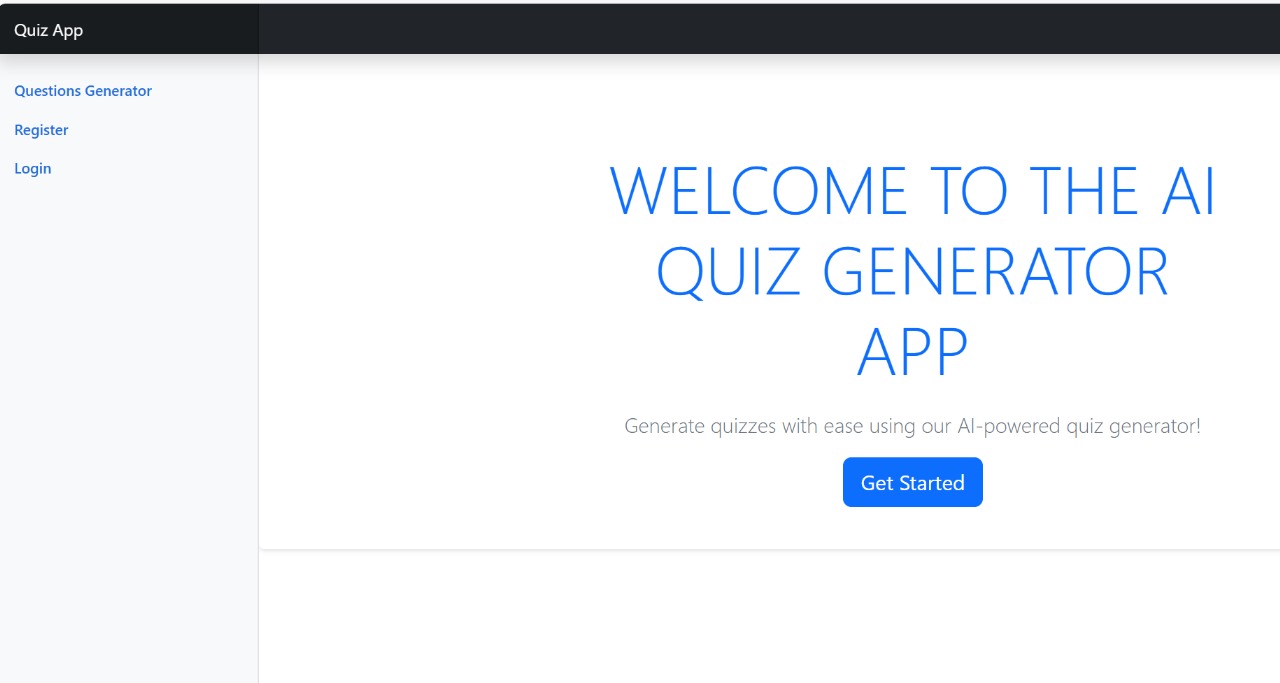 Quiz App
Questions Generator
Register
Login
WELCOME TO THE AI
QUIZ GENERATOR
APP
Generate quizzes with ease using our AI-powered quiz generator!
Get Started